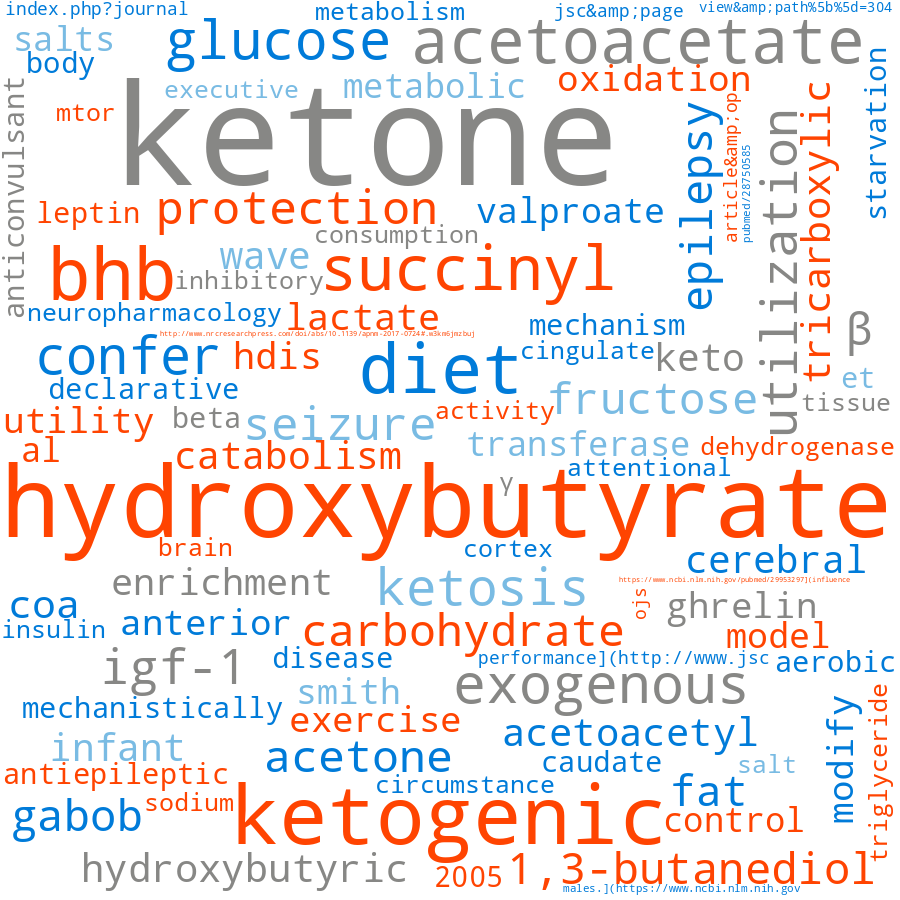 index.php?journal
metabolism
jsc&amp;page
view&amp;path%5b%5d=304
salts
glucose
acetoacetate
body
executive
metabolic
oxidation
starvation
anticonvulsant
mtor
ketone
epilepsy
article&amp;op
pubmed/28750585
utilization
tricarboxylic
leptin
protection
valproate
consumption
bhb
wave
inhibitory
succinyl
neuropharmacology
lactate
http://www.nrcresearchpress.com/doi/abs/10.1139/apnm-2017-0724#.w3km6jmzbuj
mechanism
β
confer
hdis
diet
cingulate
keto
et
declarative
fructose
tissue
utility
beta
seizure
activity
transferase
dehydrogenase
al
catabolism
attentional
γ
hydroxybutyrate
brain
cortex
cerebral
enrichment
ketosis
https://www.ncbi.nlm.nih.gov/pubmed/29953297](influence
coa
ojs
ghrelin
insulin
anterior
carbohydrate
model
igf-1
disease
performance](http://www.jsc
aerobic
smith
exogenous
mechanistically
exercise
acetoacetyl
modify
triglyceride
infant
acetone
caudate
salt
antiepileptic
circumstance
fat
gabob
sodium
ketogenic
control
hydroxybutyric
2005
1,3-butanediol
males.](https://www.ncbi.nlm.nih.gov